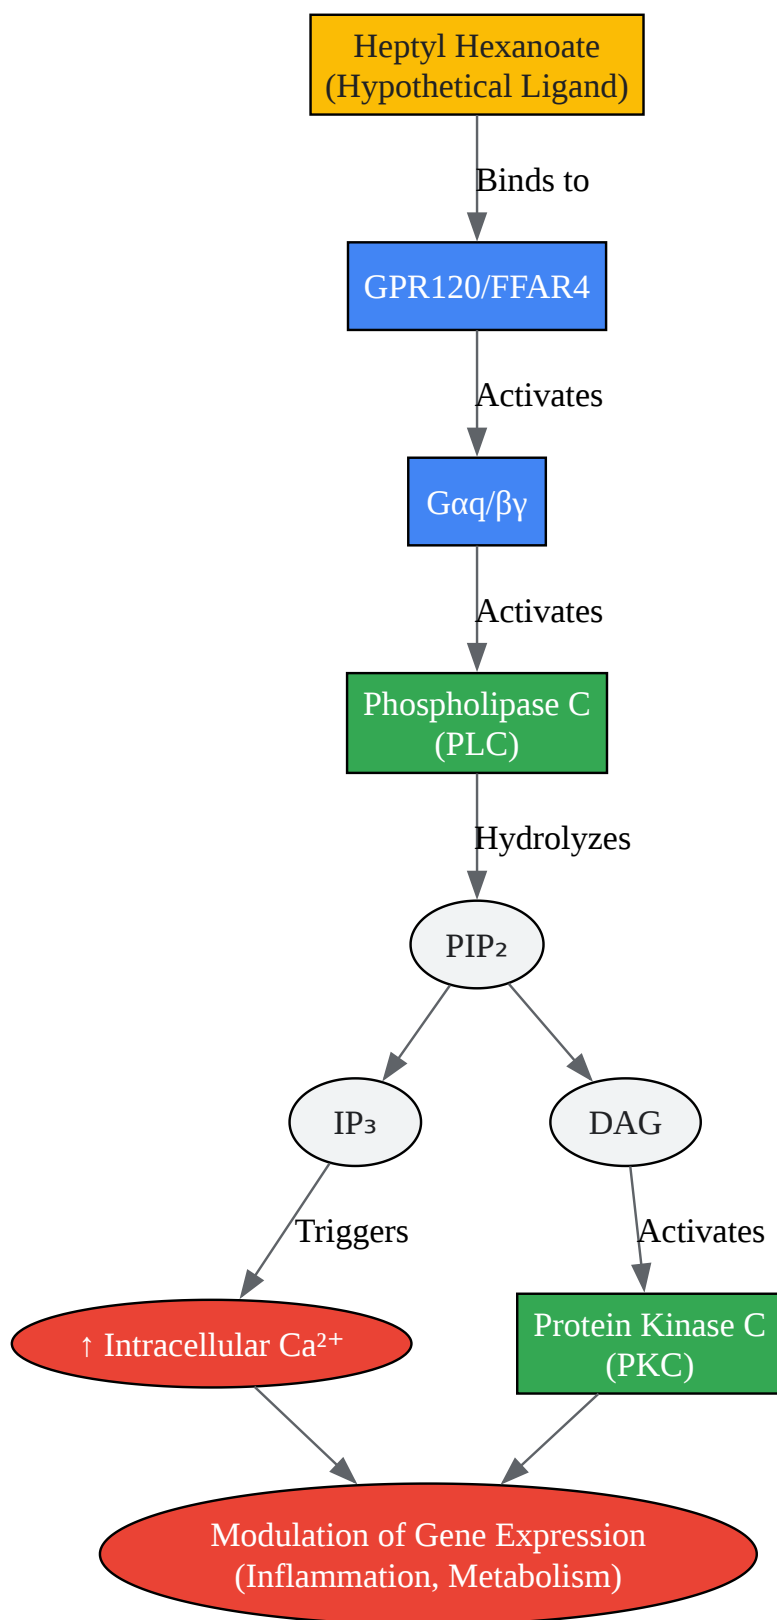 Heptyl Hexanoate
(Hypothetical Ligand)
Binds to
GPR120/FFAR4
Activates
Gαq/βγ
Activates
Phospholipase C
(PLC)
Hydrolyzes
PIP₂
IP₃
DAG
Triggers
Activates
↑ Intracellular Ca²⁺
Protein Kinase C
(PKC)
Modulation of Gene Expression
(Inflammation, Metabolism)